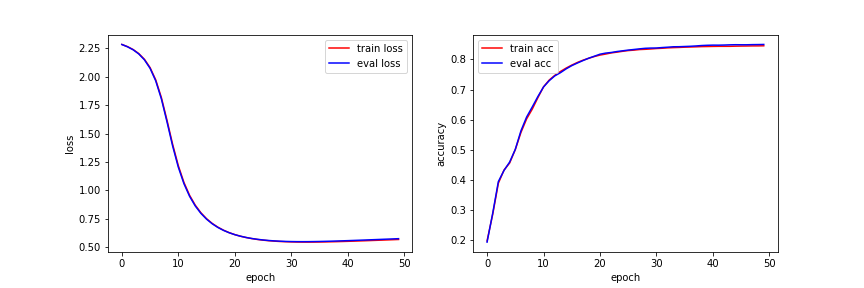 train loss
eval loss
2.25
2.00
1.75
1.50
1.25
1.00
0.75
0.50
loss
0 10 20 30 40 50
epoch
train acc
eval acc
0.8
0.7
0.6
0.5
0.4
0.3
0.2
accuracy
0 10 20 30 40 50
epoch